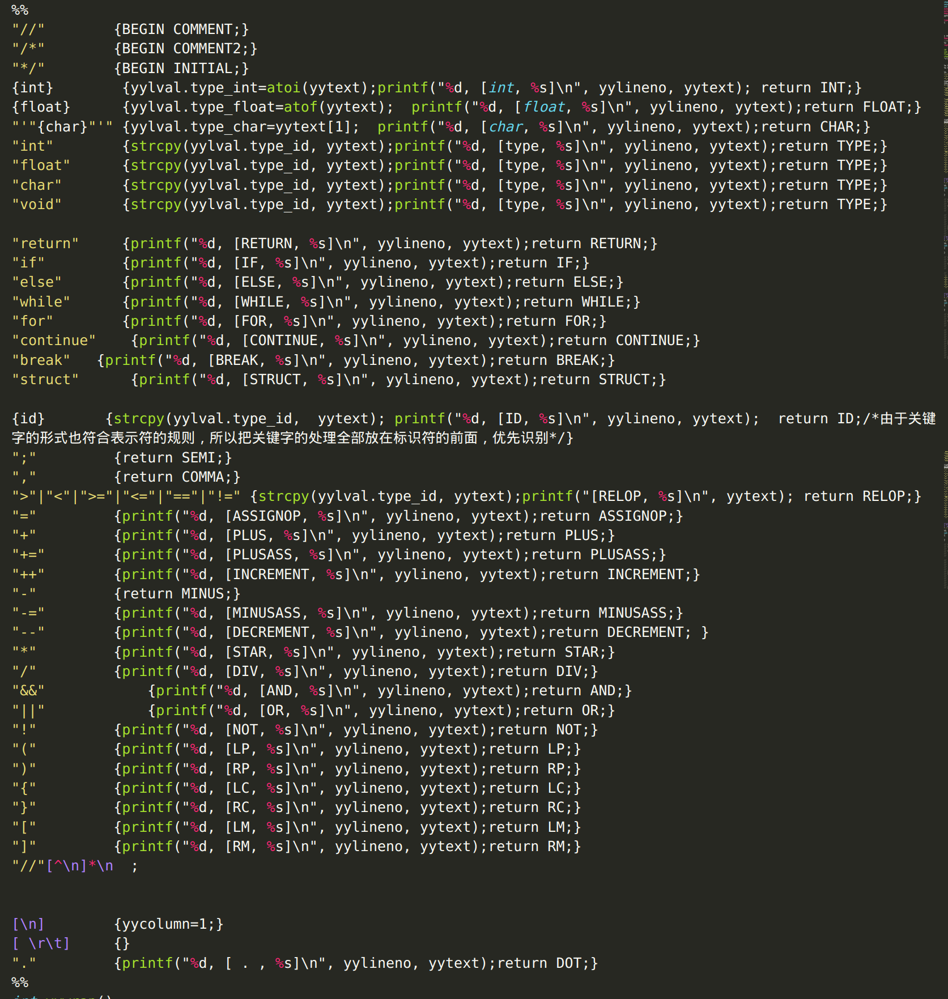 %%
"//"        {BEGIN COMMENT;}
"/*"        {BEGIN COMMENT2;}
"*/"        {BEGIN INITIAL;}
{int}        {yylval.type_int=atoi(yytext);printf("%d, [int, %s]\n", yylineno, yytext); return INT;}
{float}      {yylval.type_float=atof(yytext);  printf("%d, [float, %s]\n", yylineno, yytext);return FLOAT;}
"'"{char}"'" {yylval.type_char=yytext[1];  printf("%d, [char, %s]\n", yylineno, yytext);return CHAR;}
"int"        {strcpy(yylval.type_id, yytext);printf("%d, [type, %s]\n", yylineno, yytext);return TYPE;}
"float"      {strcpy(yylval.type_id, yytext);printf("%d, [type, %s]\n", yylineno, yytext);return TYPE;}
"char"       {strcpy(yylval.type_id, yytext);printf("%d, [type, %s]\n", yylineno, yytext);return TYPE;}
"void"       {strcpy(yylval.type_id, yytext);printf("%d, [type, %s]\n", yylineno, yytext);return TYPE;}
"return"     {printf("%d, [RETURN, %s]\n", yylineno, yytext);return RETURN;}
"if"         {printf("%d, [IF, %s]\n", yylineno, yytext);return IF;}
"else"       {printf("%d, [ELSE, %s]\n", yylineno, yytext);return ELSE;}
"while"      {printf("%d, [WHILE, %s]\n", yylineno, yytext);return WHILE;}
"for"        {printf("%d, [FOR, %s]\n", yylineno, yytext);return FOR;}
"continue"    {printf("%d, [CONTINUE, %s]\n", yylineno, yytext);return CONTINUE;}
"break"   {printf("%d, [BREAK, %s]\n", yylineno, yytext);return BREAK;}
"struct"      {printf("%d, [STRUCT, %s]\n", yylineno, yytext);return STRUCT;}
{id}       {strcpy(yylval.type_id,  yytext); printf("%d, [ID, %s]\n", yylineno, yytext);  return ID;/*由于关键
字的形式也符合表示符的规则，所以把关键字的处理全部放在标识符的前面，优先识别*/}
";"         {return SEMI;}
","         {return COMMA;}
">"|"<"|">="|"<="|"=="|"!=" {strcpy(yylval.type_id, yytext);printf("[RELOP, %s]\n", yytext); return RELOP;}
"="         {printf("%d, [ASSIGNOP, %s]\n", yylineno, yytext);return ASSIGNOP;}
"+"         {printf("%d, [PLUS, %s]\n", yylineno, yytext);return PLUS;}
"+="        {printf("%d, [PLUSASS, %s]\n", yylineno, yytext);return PLUSASS;}
"++"        {printf("%d, [INCREMENT, %s]\n", yylineno, yytext);return INCREMENT;}
"-"         {return MINUS;}
"-="        {printf("%d, [MINUSASS, %s]\n", yylineno, yytext);return MINUSASS;}
"--"        {printf("%d, [DECREMENT, %s]\n", yylineno, yytext);return DECREMENT; }
"*"         {printf("%d, [STAR, %s]\n", yylineno, yytext);return STAR;}
"/"         {printf("%d, [DIV, %s]\n", yylineno, yytext);return DIV;}
"&&"            {printf("%d, [AND, %s]\n", yylineno, yytext);return AND;}
"||"            {printf("%d, [OR, %s]\n", yylineno, yytext);return OR;}
"!"         {printf("%d, [NOT, %s]\n", yylineno, yytext);return NOT;}
"("         {printf("%d, [LP, %s]\n", yylineno, yytext);return LP;}
")"         {printf("%d, [RP, %s]\n", yylineno, yytext);return RP;}
"{"         {printf("%d, [LC, %s]\n", yylineno, yytext);return LC;}
"}"         {printf("%d, [RC, %s]\n", yylineno, yytext);return RC;}
"["         {printf("%d, [LM, %s]\n", yylineno, yytext);return LM;}
"]"         {printf("%d, [RM, %s]\n", yylineno, yytext);return RM;}
"//"[^\n]*\n  ;
[\n]        {yycolumn=1;}
[ \r\t]     {}
"."         {printf("%d, [ . , %s]\n", yylineno, yytext);return DOT;}
%%